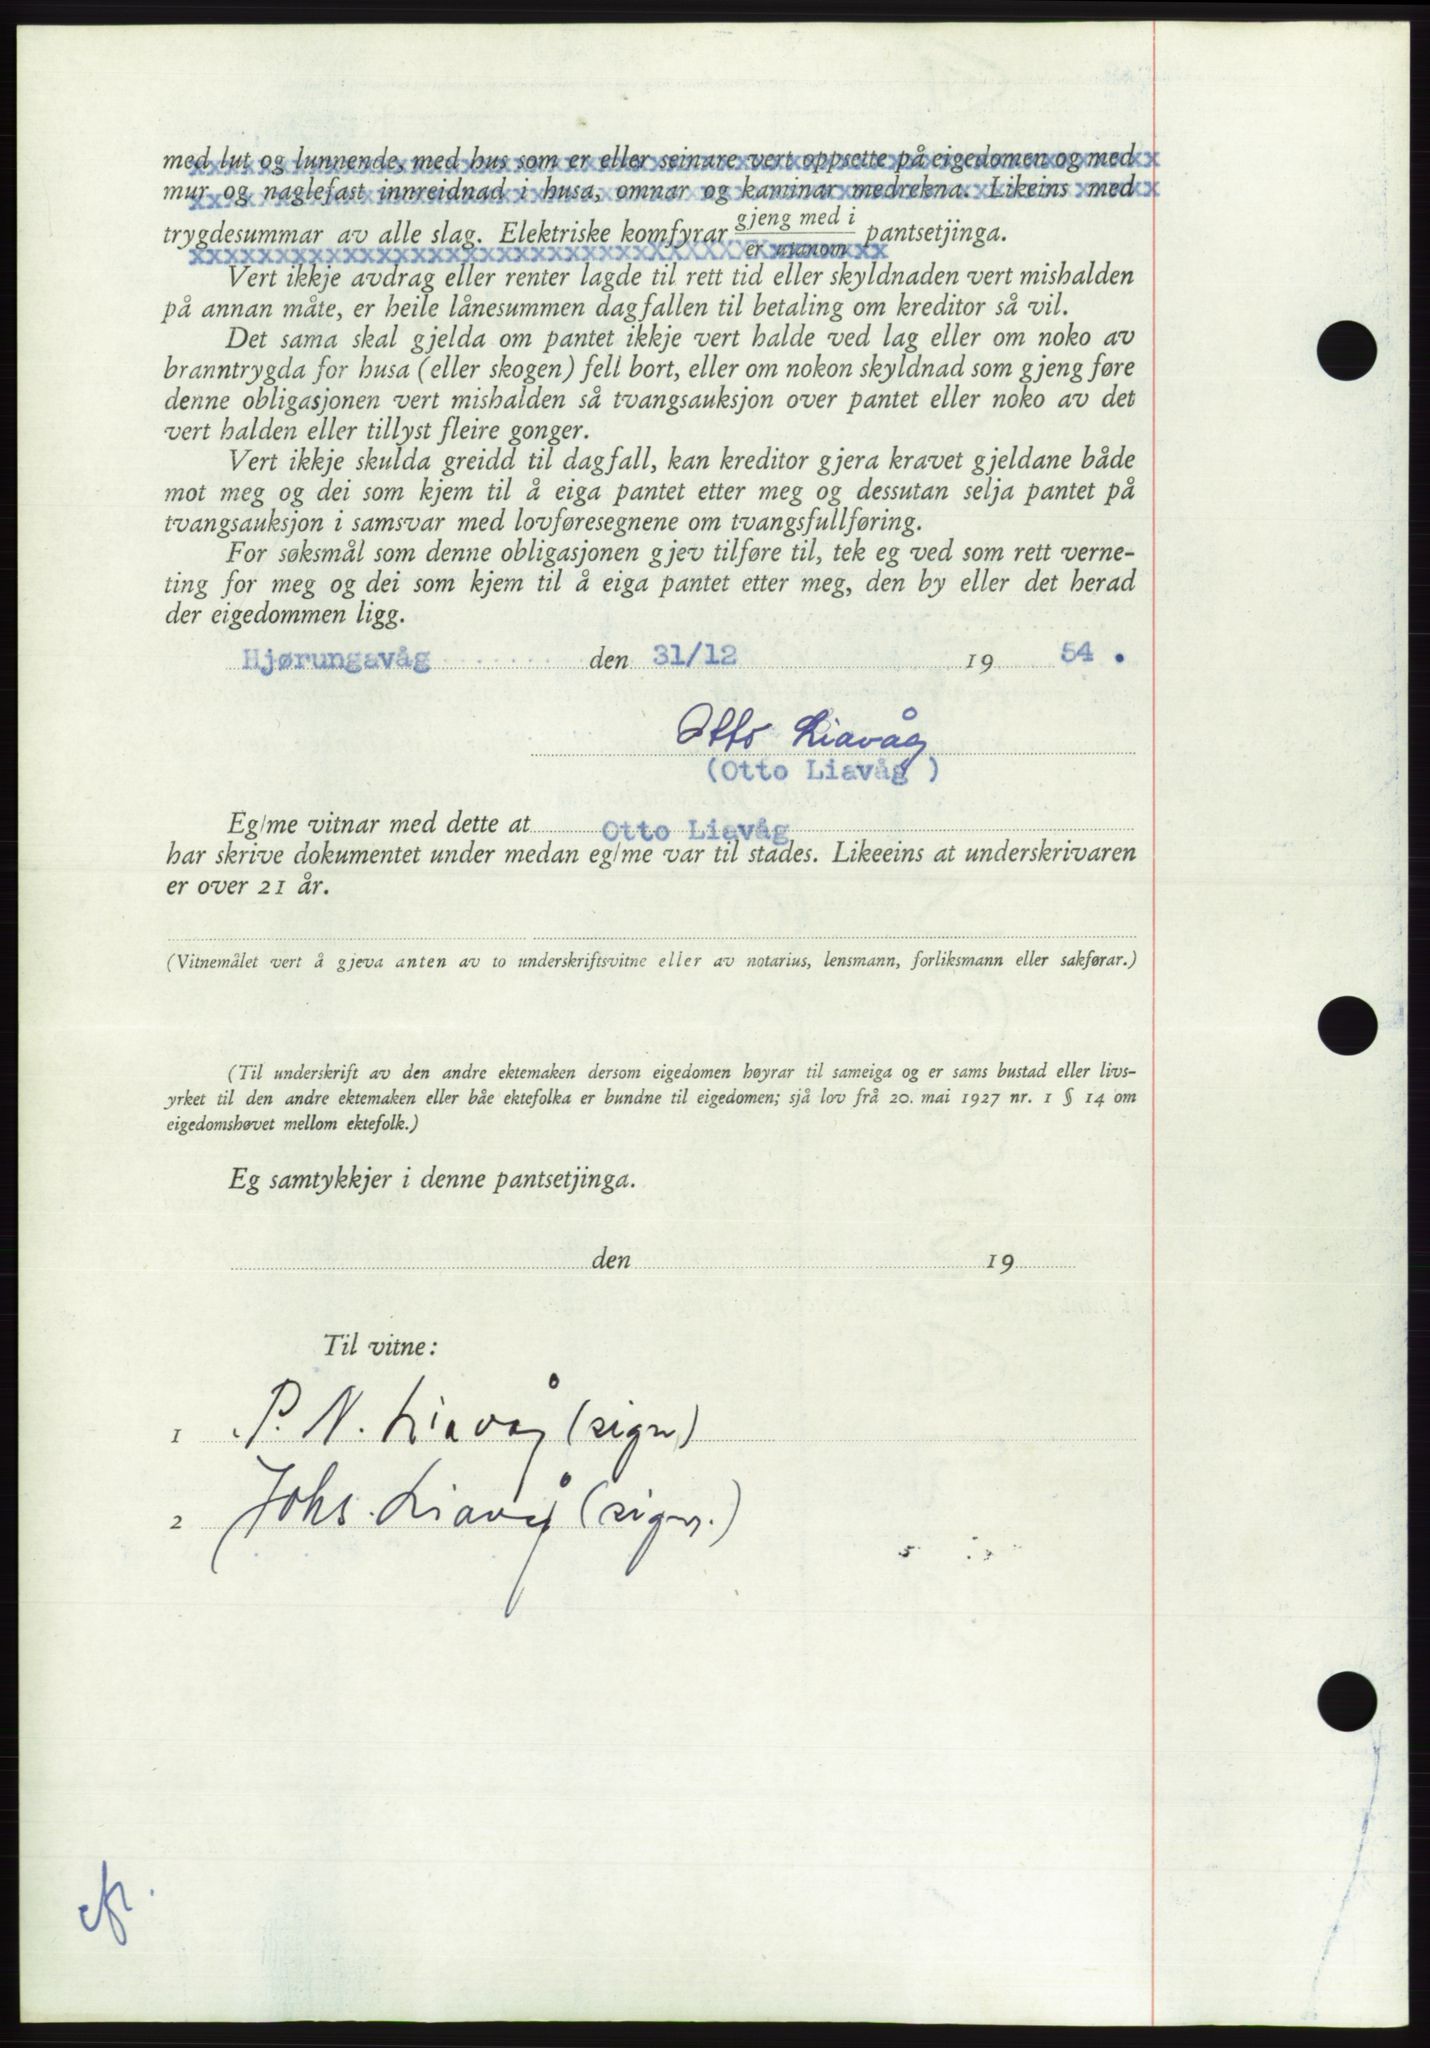 med lut og lunnende, med hus som er eller seinare vert oppsette på eigedomen og med
mur og naglefast innreidnad i husa, omnar og kaminar medrekna. Likeins med
trygdesummar av alle slag. Elektriske komfyrar gjeng med i / er utanom pantsetjinga.
Vert ikkje avdrag eller renter lagde til rett tid eller skyldnaden vert mishalden
på annan måte, er heile lånesummen dagfallen til betaling om kreditor så vil.
Det sama skal gjelda om pantet ikkje vert halde ved lag eller om noko av
branntrygda for husa (eller skogen) fell bort, eller om nokon skyldnad som gjeng føre
denne obligasjonen vert mishalden så tvangsauksjon over pantet eller noko av det
vert halden eller tillyst fleire gonger.
Vert ikkje skulda greidd til dagfall, kan kreditor gjera kravet gjeldane både
mot meg og dei som kjem til å eiga pantet etter meg og dessutan selja pantet på
tvangsauksjon i samsvar med lovføresegnene om tvangsfullføring.
For søksmål som denne obligasjonen gjev tilføre til, tek eg ved som rett verne-
ting for meg og dei som kjem til å eiga pantet etter meg, den by eller det herad
der eigedommen ligg.
Hjørungavåg den 31/12 19 54 .
Otto Liavåg
(Otto Liavåg )
Eg/me vitnar med dette at Otto Liavåg
har skrive dokumentet under medan eg/me var til stades. Likeeins at underskrivaren
er over 21 år.
(Vitnemålet vert å gjeva anten av to underskriftsvitne eller av notarius, lensmann, forliksmann eller sakførar.)
(Til underskrift av den andre ektemaken dersom eigedomen høyrar til sameiga og er sams bustad eller livs-
yrket til den andre ektemaken eller båe ektefolka er bundne til eigedomen; sjå lov frå 20. mai 1927 nr. 1 § 14 om
eigedomshøvet mellom ektefolk.)
Eg samtykkjer i denne pantsetjinga.
den 19
Til vitne:
1 P. N. Liavåg (sign)
2 Johs. Liavåg (sign.)